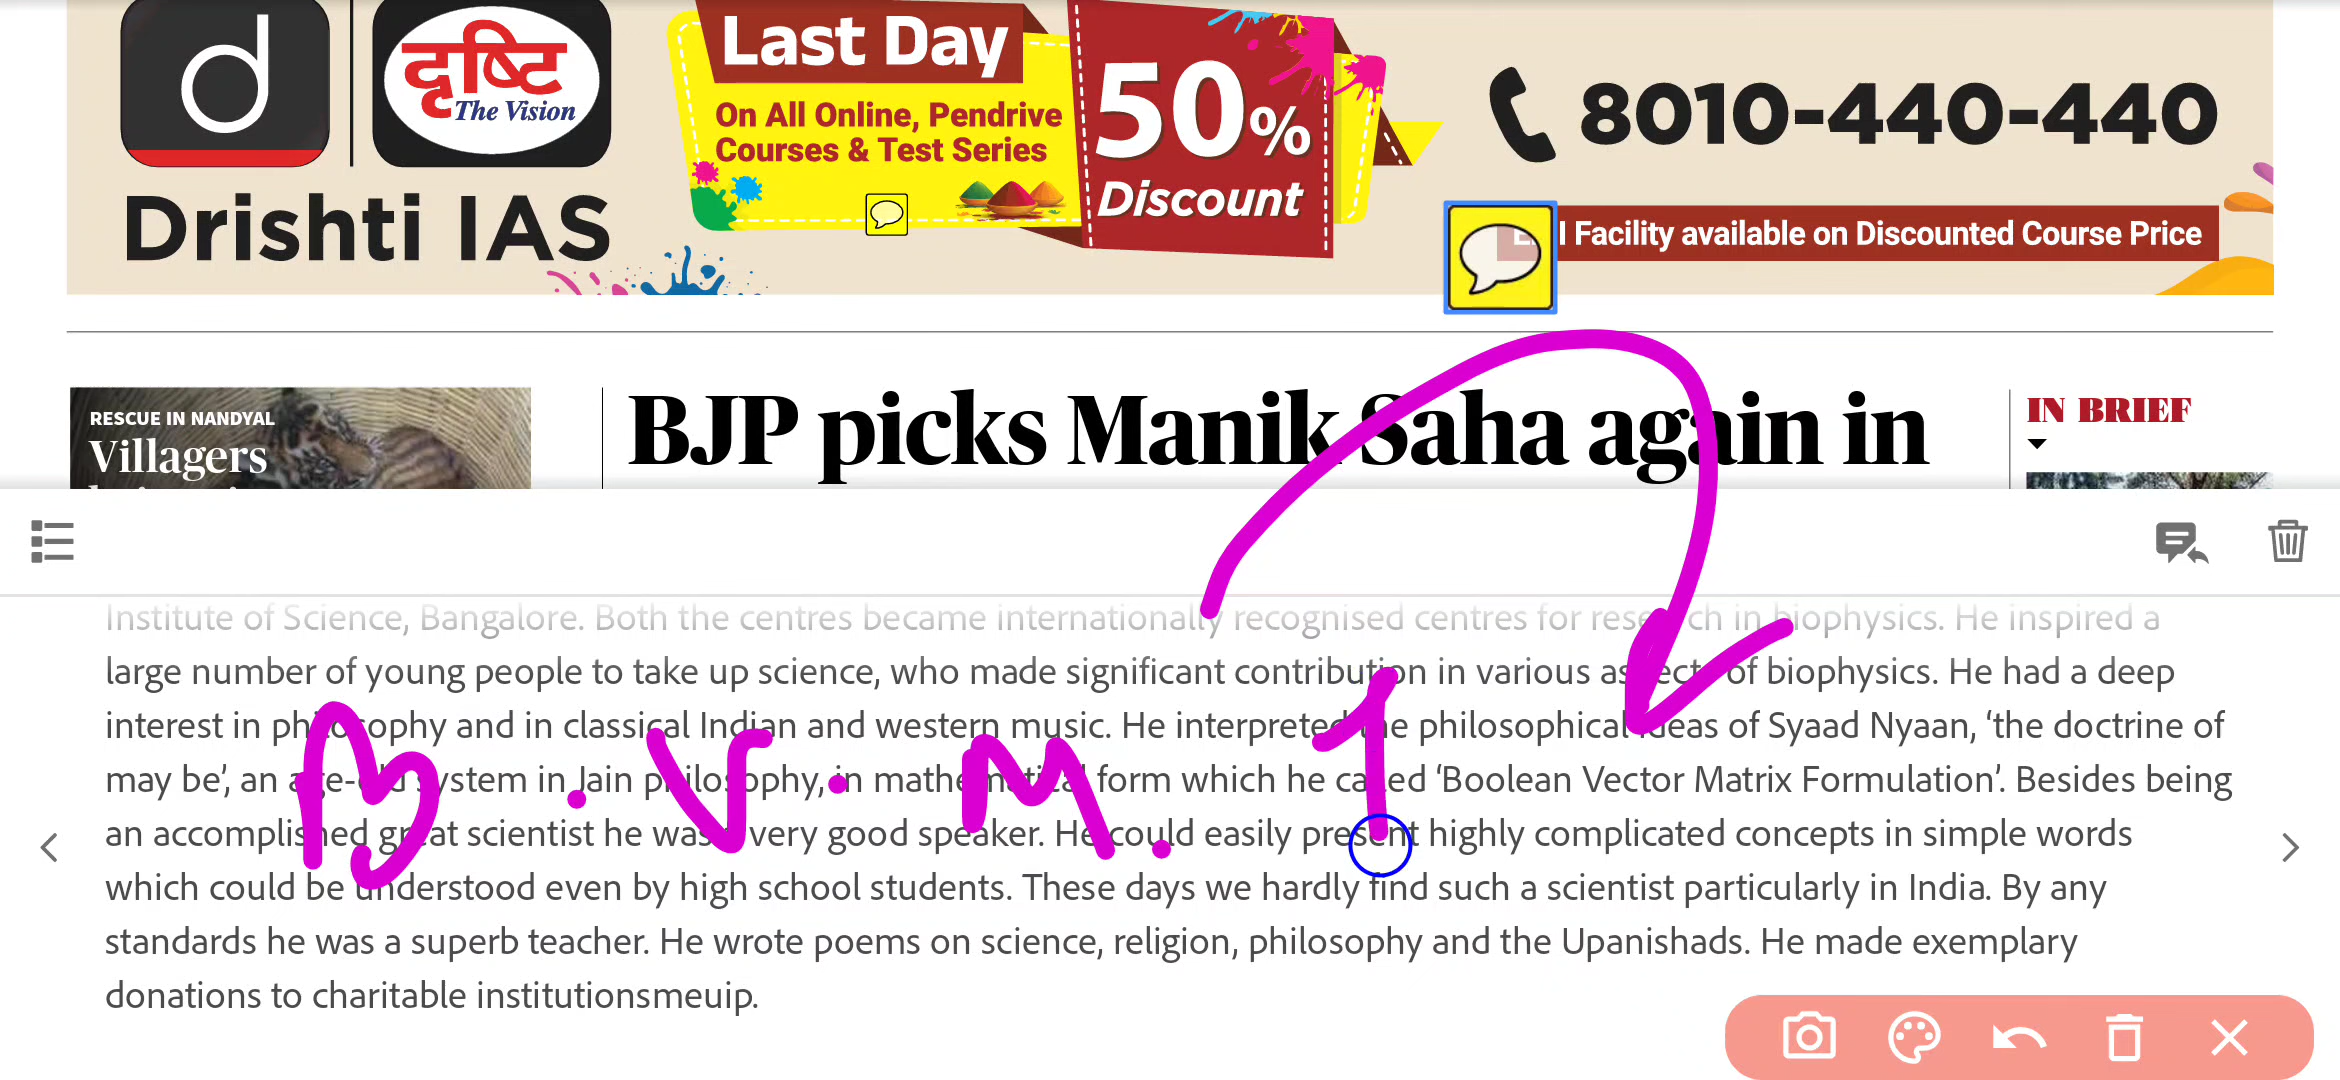 d
दृष्टि
The Vision
Drishti IAS
Last Day
On All Online, Pendrive
Courses & Test Series
50%
Discount
8010-440-440
I Facility available on Discounted Course Price
RESCUE IN NANDYAL
Villagers
BJP picks Manik Saha again in
IN BRIEF
Institute of Science, Bangalore. Both the centres became internationally recognised centres for research in biophysics. He inspired a
large number of young people to take up science, who made significant contribution in various aspects of biophysics. He had a deep
interest in philosophy and in classical Indian and western music. He interpreted the philosophical ideas of Syaad Nyaan, ‘the doctrine of
may be’, an age-old system in Jain philosophy, in mathematical form which he called ‘Boolean Vector Matrix Formulation’. Besides being
an accomplished great scientist he was a very good speaker. He could easily present highly complicated concepts in simple words
which could be understood even by high school students. These days we hardly find such a scientist particularly in India. By any
standards he was a superb teacher. He wrote poems on science, religion, philosophy and the Upanishads. He made exemplary
donations to charitable institutionsmeuip.
B.V.M.1